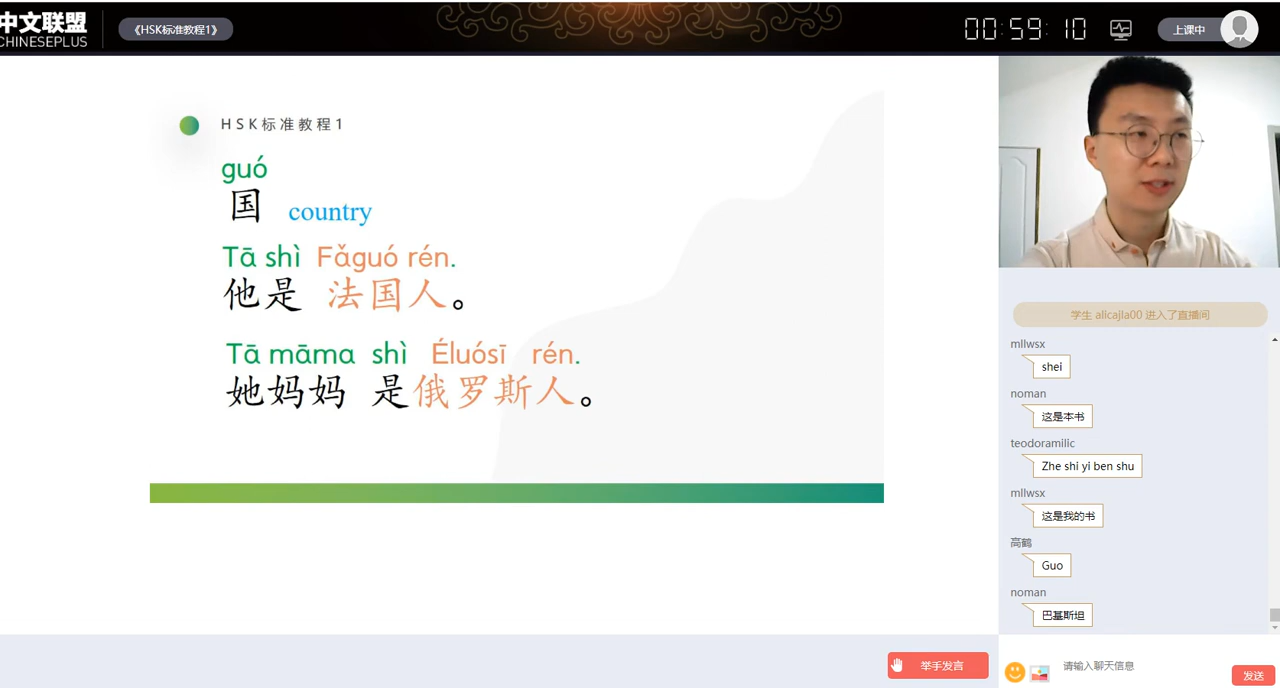 中文联盟
CHINESEPLUS
《HSK标准教程1》
00:59:10
上课中
HSK标准教程1
guó
国 country
Tā shì Fǎguó rén.
他是 法国人。
Tā māma shì Éluósī rén.
她妈妈 是俄罗斯人。
举手发言
学生 alicajla00 进入了直播间
mllwsx
shei
noman
这是本书
teodoramilic
Zhe shi yi ben shu
mllwsx
这是我的书
高鹤
Guo
noman
巴基斯坦
请输入聊天信息
发送